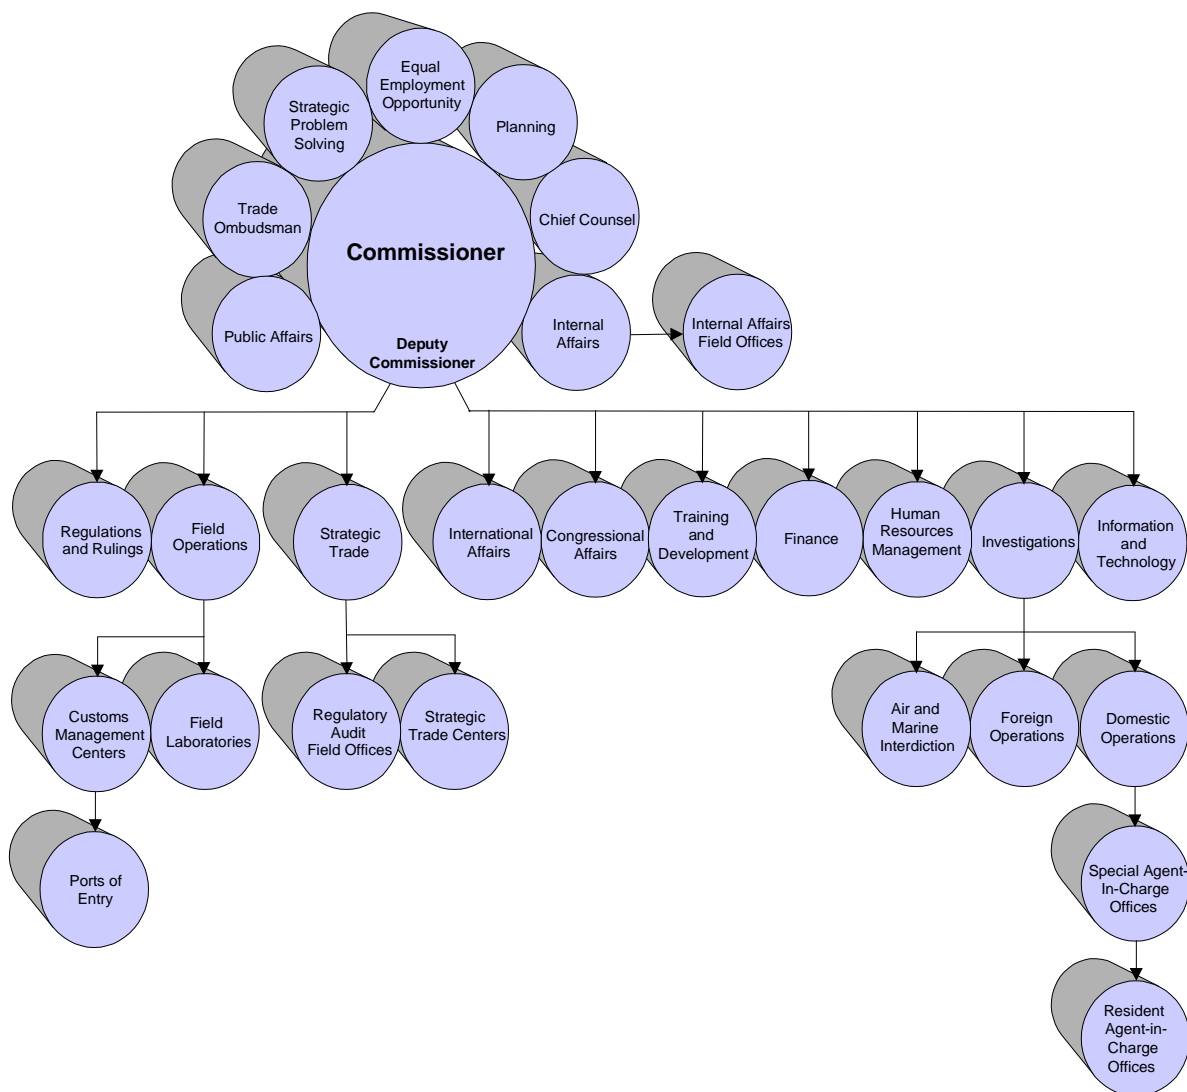 Equal
Employment
Opportunity
Strategic
Problem
Solving
Planning
Trade
Ombudsman
Chief Counsel
Commissioner
Public Affairs
Deputy
Commissioner
Internal
Affairs
Internal Affairs
Field Offices
Regulations
and Rulings
Field
Operations
Strategic
Trade
International
Affairs
Congressional
Affairs
Training
and
Development
Finance
Human
Resources
Management
Investigations
Information
and
Technology
Customs
Management
Centers
Field
Laboratories
Regulatory
Audit
Field Offices
Strategic
Trade Centers
Air and
Marine
Interdiction
Foreign
Operations
Domestic
Operations
Ports of
Entry
Special Agent-
In-Charge
Offices
Resident
Agent-in-
Charge
Offices